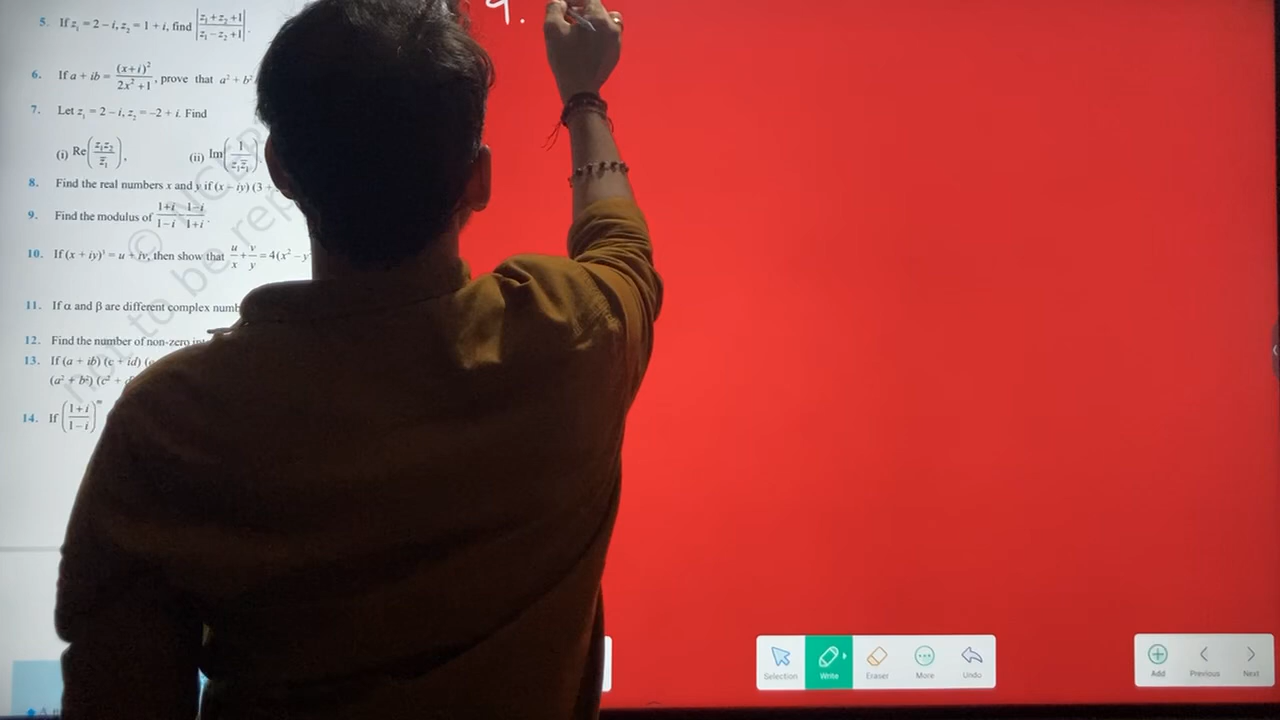 5. If z₁ = 2 – i, z₂ = 1 + i, find |(z₁ + z₂ + 1)/(z₁ – z₂ + 1)|.
6. If a + ib = (x + i)²/(2x² + 1), prove that a² + b²
7. Let z₁ = 2 – i, z₂ = –2 + i. Find
(i) Re(z₁z₂/z̄₁), (ii) Im(1/(z₁z̄₁))
8. Find the real numbers x and y if (x – iy) (3 +
9. Find the modulus of (1+i)/(1–i) – (1–i)/(1+i).
10. If (x + iy)³ = u + iv, then show that u/x + v/y = 4(x² – y
11. If α and β are different complex numb
12. Find the number of non-zero
13. If (a + ib) (c + id)
(a² + b²) (c² +
14. If ((1+i)/(1–i))ᵐ
© NCER
not to be rep
9.
Selection
Write
Eraser
More
Undo
Add
Previous
Next